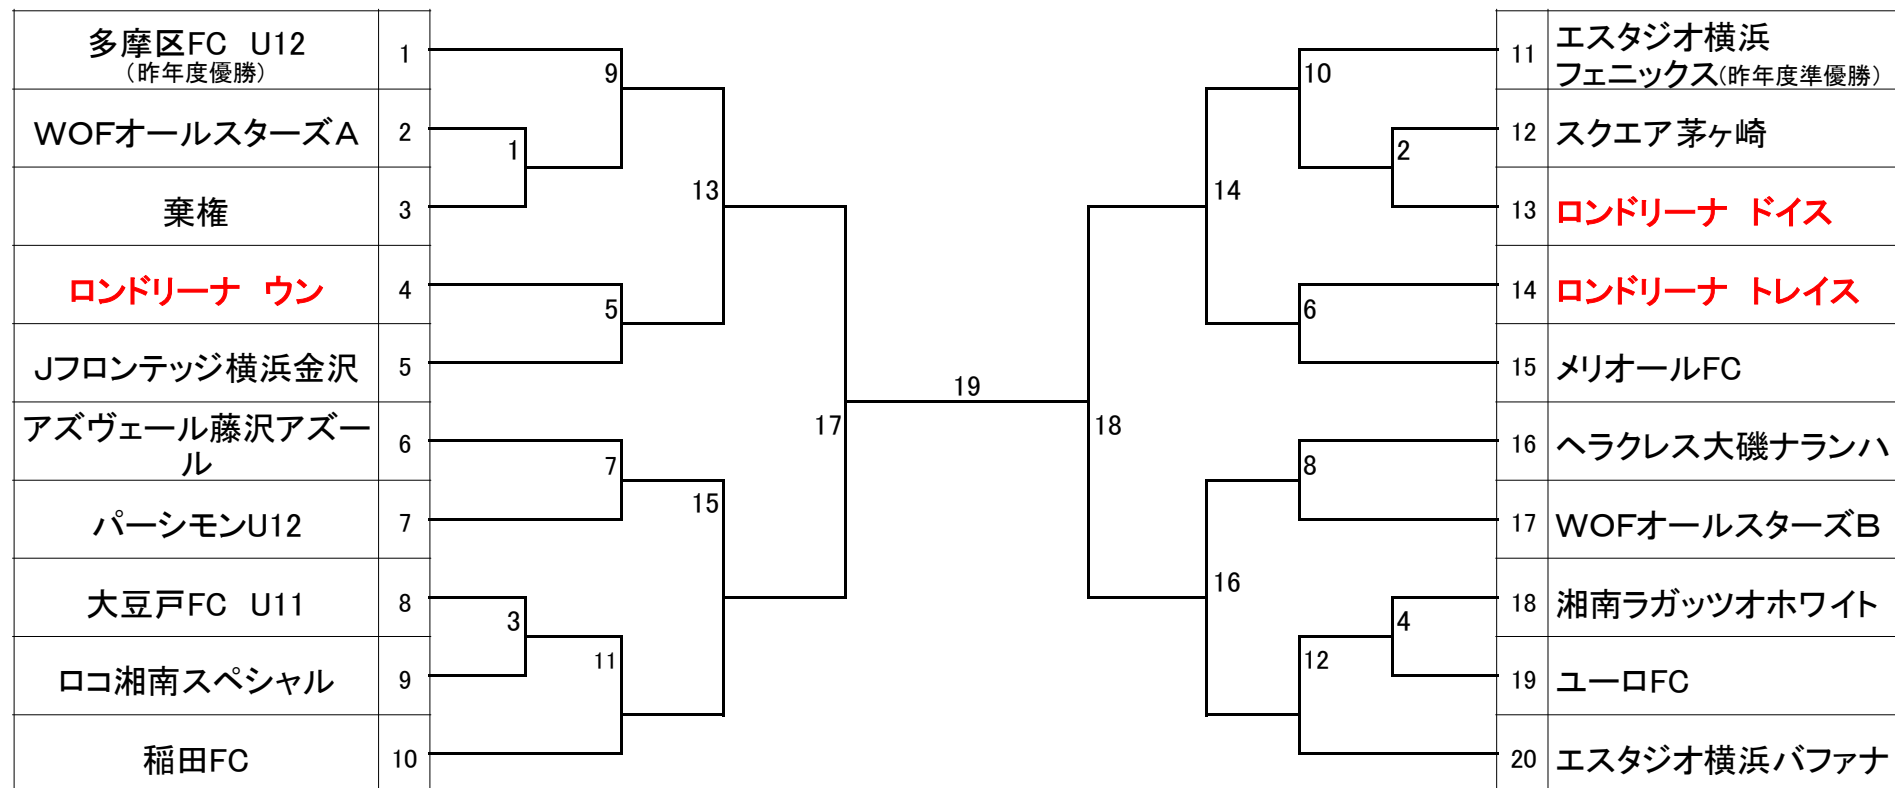 多摩区FC U12
(昨年度優勝)
1
WOFオールスターズA
2
棄権
3
ロンドリーナ ウン
4
Jフロンテッジ横浜金沢
5
アズヴェール藤沢アズー
ル
6
パーシモンU12
7
大豆戸FC U11
8
ロコ湘南スペシャル
9
稲田FC
10
9
1
13
5
17
7
15
3
11
19
10
2
14
6
18
8
16
4
12
11
エスタジオ横浜
フェニックス(昨年度準優勝)
12
スクエア茅ヶ崎
13
ロンドリーナ ドイス
14
ロンドリーナ トレイス
15
メリオールFC
16
ヘラクレス大磯ナランハ
17
WOFオールスターズB
18
湘南ラガッツオホワイト
19
ユーロFC
20
エスタジオ横浜バファナ